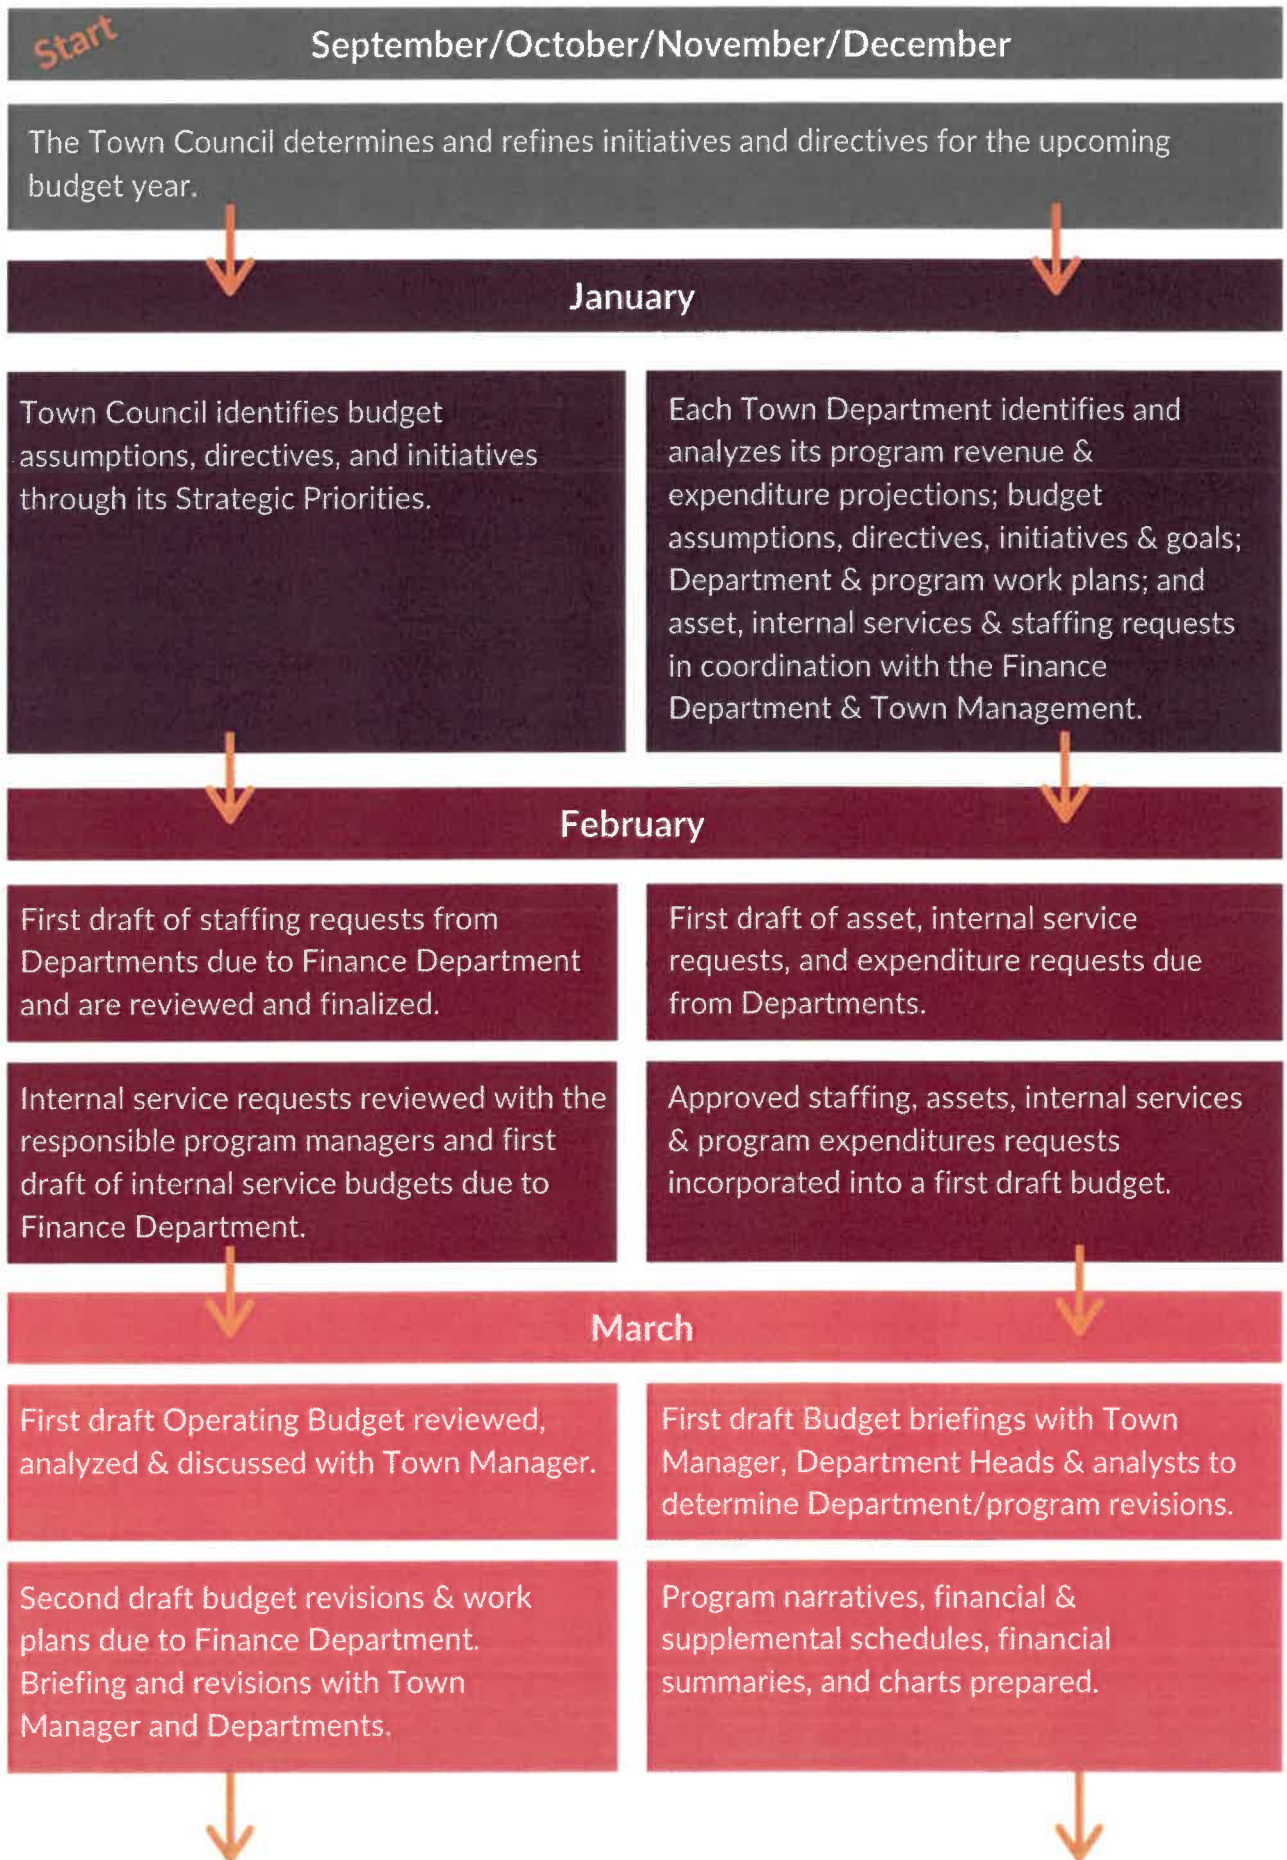 Start
September/October/November/December
The Town Council determines and refines initiatives and directives for the upcoming
budget year.
January
Town Council identifies budget
assumptions, directives, and initiatives
through its Strategic Priorities.
Each Town Department identifies and
analyzes its program revenue &
expenditure projections; budget
assumptions, directives, initiatives & goals;
Department & program work plans; and
asset, internal services & staffing requests
in coordination with the Finance
Department & Town Management.
February
First draft of staffing requests from
Departments due to Finance Department
and are reviewed and finalized.
First draft of asset, internal service
requests, and expenditure requests due
from Departments.
Internal service requests reviewed with the
responsible program managers and first
draft of internal service budgets due to
Finance Department.
Approved staffing, assets, internal services
& program expenditures requests
incorporated into a first draft budget.
March
First draft Operating Budget reviewed,
analyzed & discussed with Town Manager.
First draft Budget briefings with Town
Manager, Department Heads & analysts to
determine Department/program revisions.
Second draft budget revisions & work
plans due to Finance Department.
Briefing and revisions with Town
Manager and Departments.
Program narratives, financial &
supplemental schedules, financial
summaries, and charts prepared.